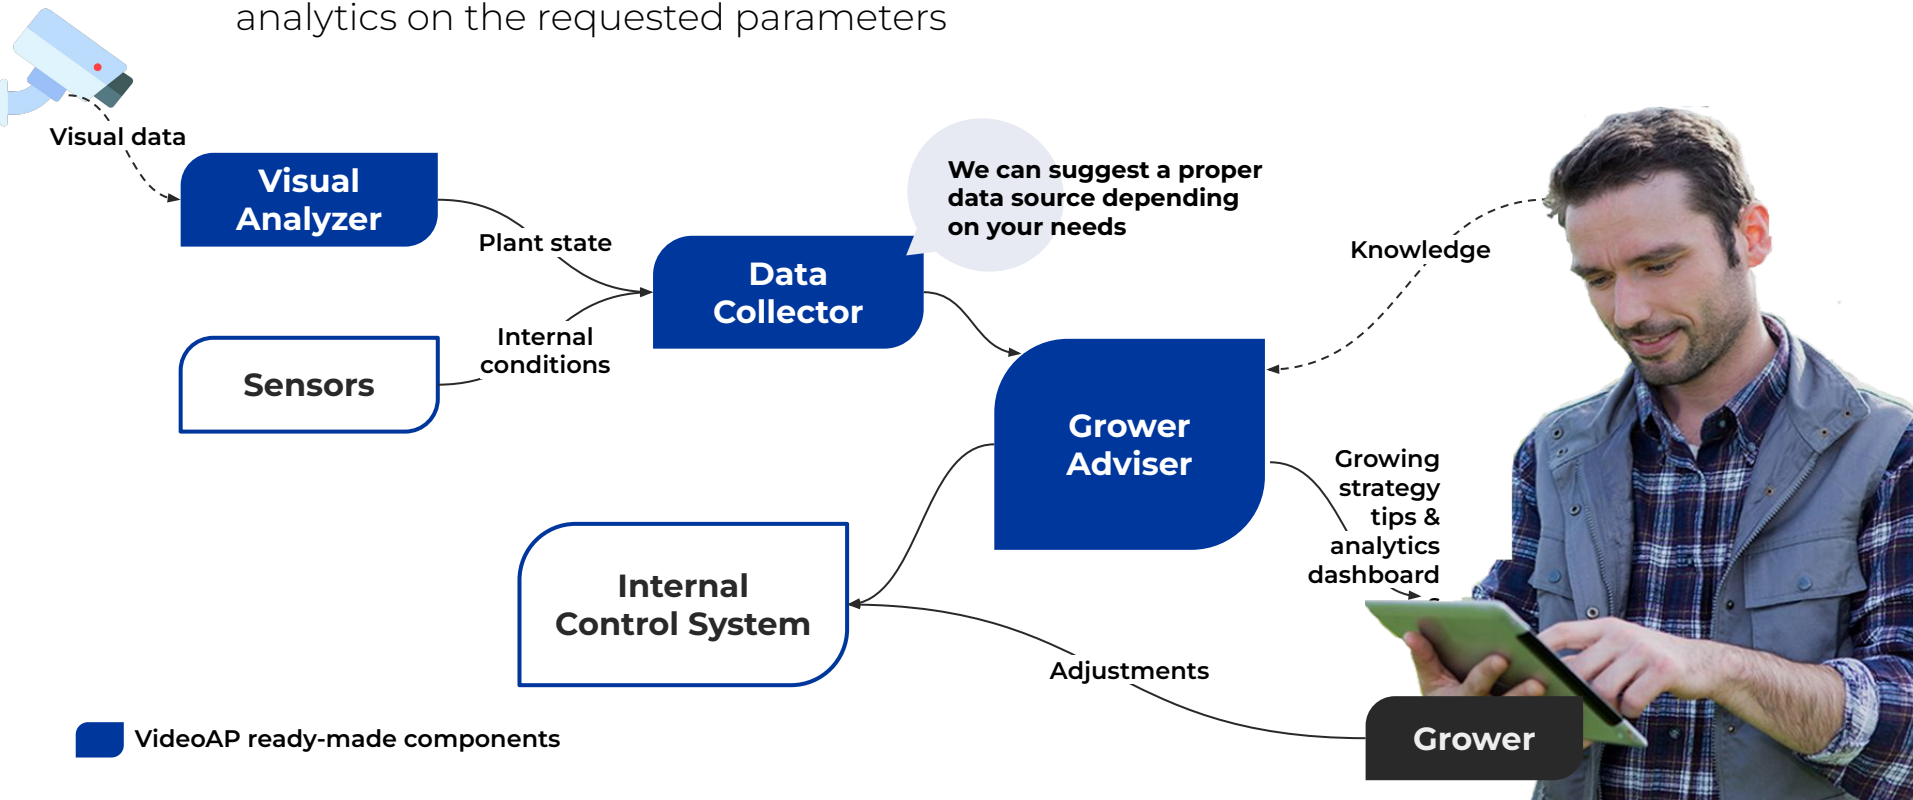 analytics on the requested parameters
Visual data
Visual
Analyzer
Plant state
Sensors
Internal
conditions
Data
Collector
We can suggest a proper
data source depending
on your needs
Knowledge
Grower
Adviser
Growing
strategy
tips &
analytics
dashboard
s
Internal
Control System
Adjustments
Grower
VideoAP ready-made components